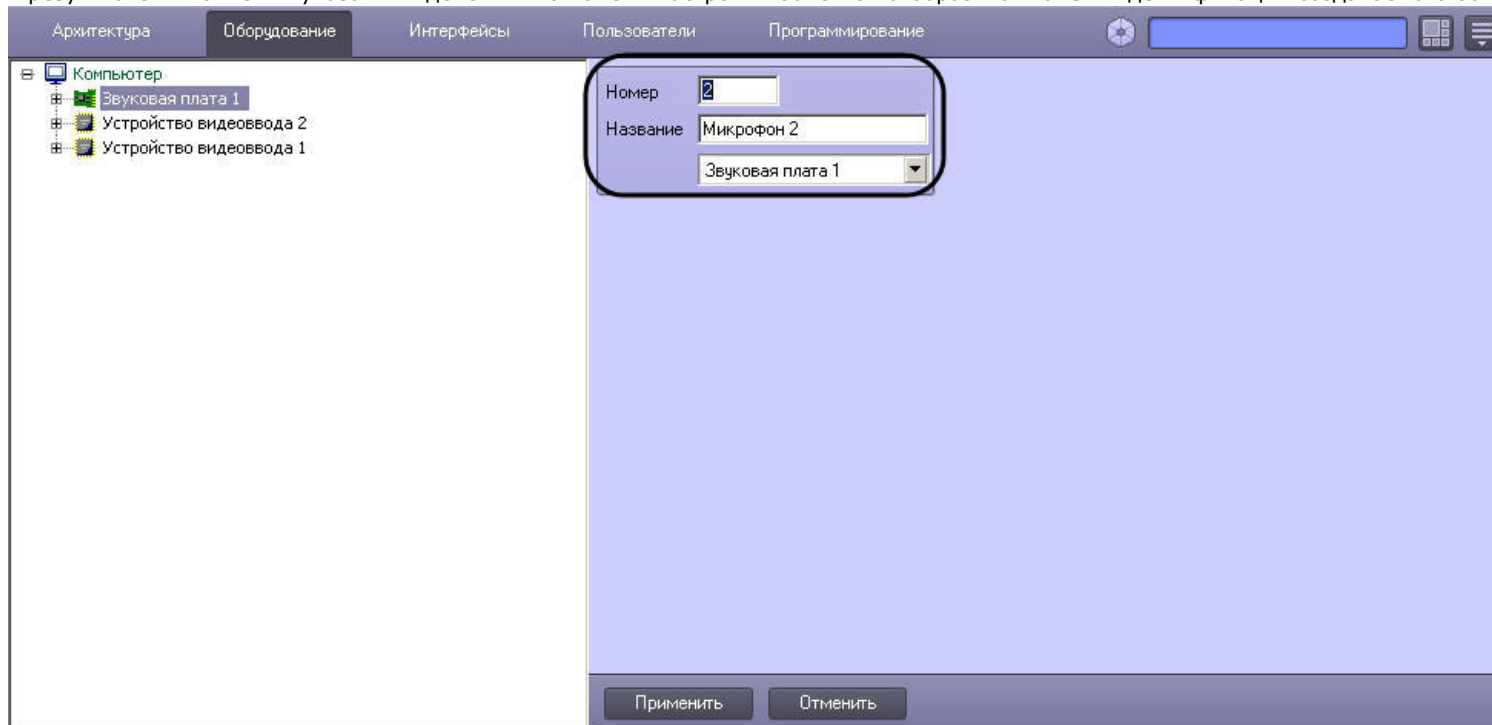 Архитектура Оборудование Интерфейсы Пользователи Программирование
Компьютер
Звуковая плата 1
Устройство видеоввода 2
Устройство видеоввода 1
Номер 2
Название Микрофон 2
Звуковая плата 1
Применить Отменить